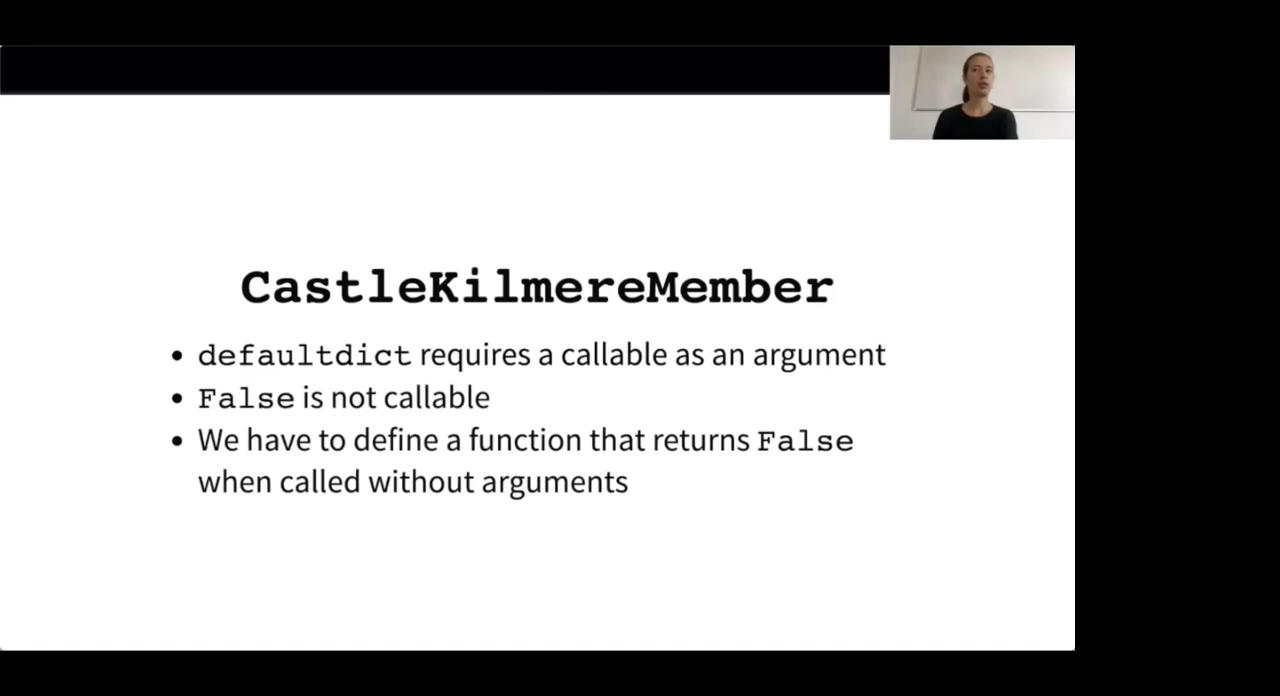 CastleKilmereMember
• defaultdict requires a callable as an argument
• False is not callable
• We have to define a function that returns False
when called without arguments